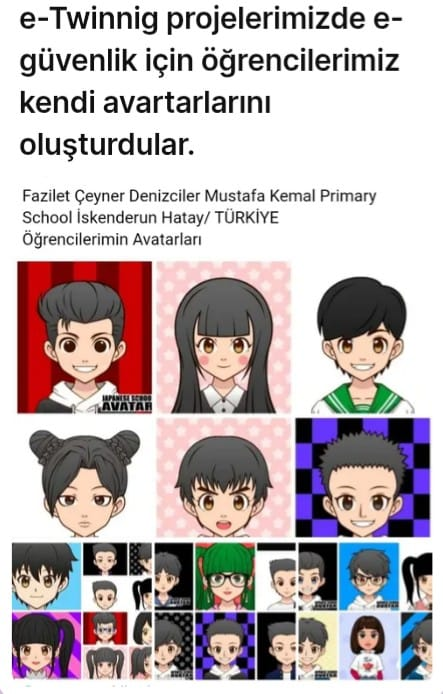 e-Twinnig projelerimizde e-
güvenlik için öğrencilerimiz
kendi avartarlarını
oluşturdular.
Fazilet Çeyner Denizciler Mustafa Kemal Primary
School İskenderun Hatay/ TÜRKİYE
Öğrencilerimin Avatarları
JAPANESE SCHOO
AVATAR